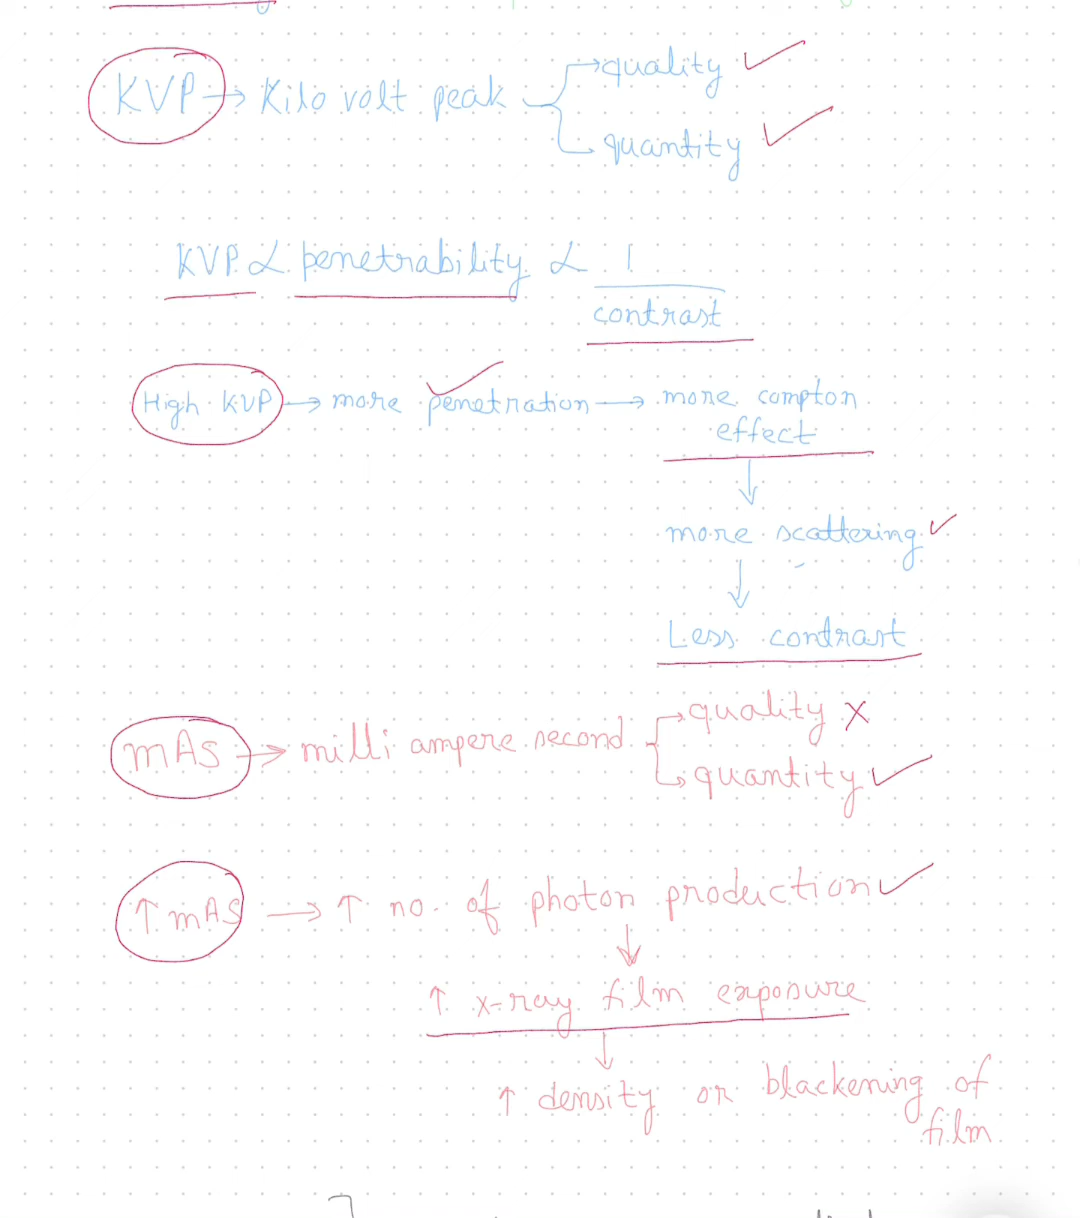 KVP → Kilo volt peak → quality ✓
→ quantity ✓
KVP ∝ penetrability ∝ 1
contrast
High KVP → more penetration → more compton
effect
↓
more scattering ✓
↓
Less contrast
mAs → milli ampere second → quality x
→ quantity ✓
↑ mAs → ↑ no. of photon production ✓
↓
↑ x-ray film exposure
↓
↑ density or blackening of
film